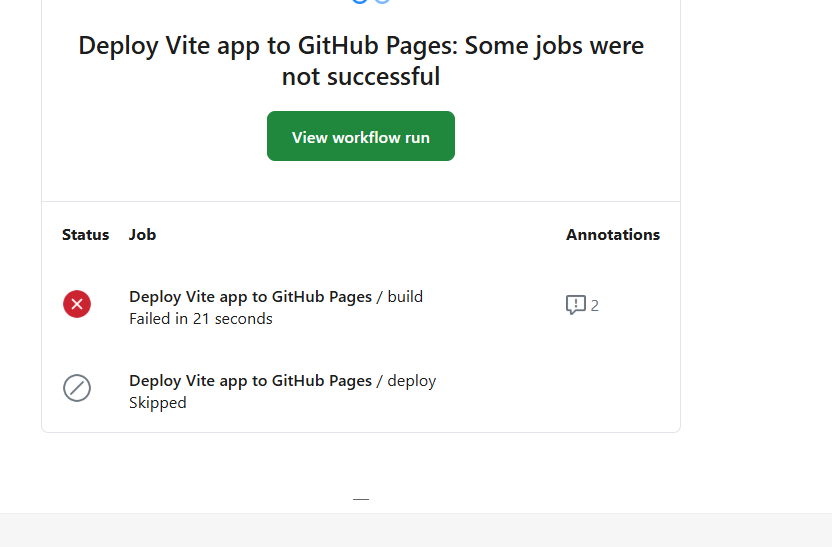 Deploy Vite app to GitHub Pages: Some jobs were
not successful
View workflow run
Status Job Annotations
Deploy Vite app to GitHub Pages / build
Failed in 21 seconds
2
Deploy Vite app to GitHub Pages / deploy
Skipped
—